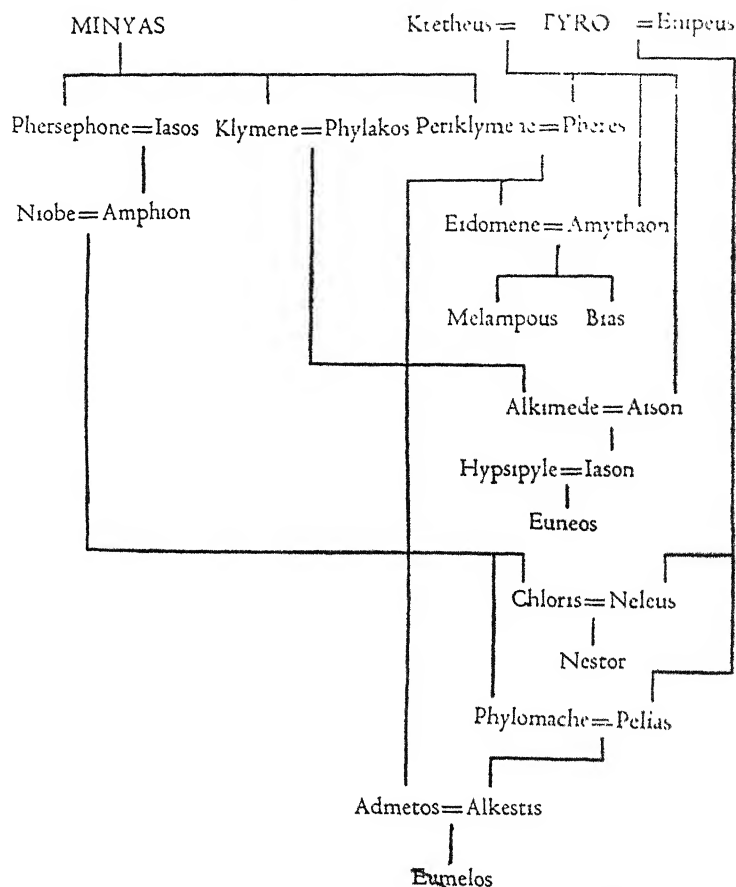 MINYAS Kretheus= TYRO =Enipeus
Phersephone=Iasos Klymene=Phylakos Periklymene=Pheres
Niobe=Amphion Eidomene=Amythaon
Melampous Bias
Alkimede=Aison
Hypsipyle=Iason
Euneos
Chloris=Neleus
Nestor
Phylomache=Pelias
Admetos=Alkestis
Eumelos